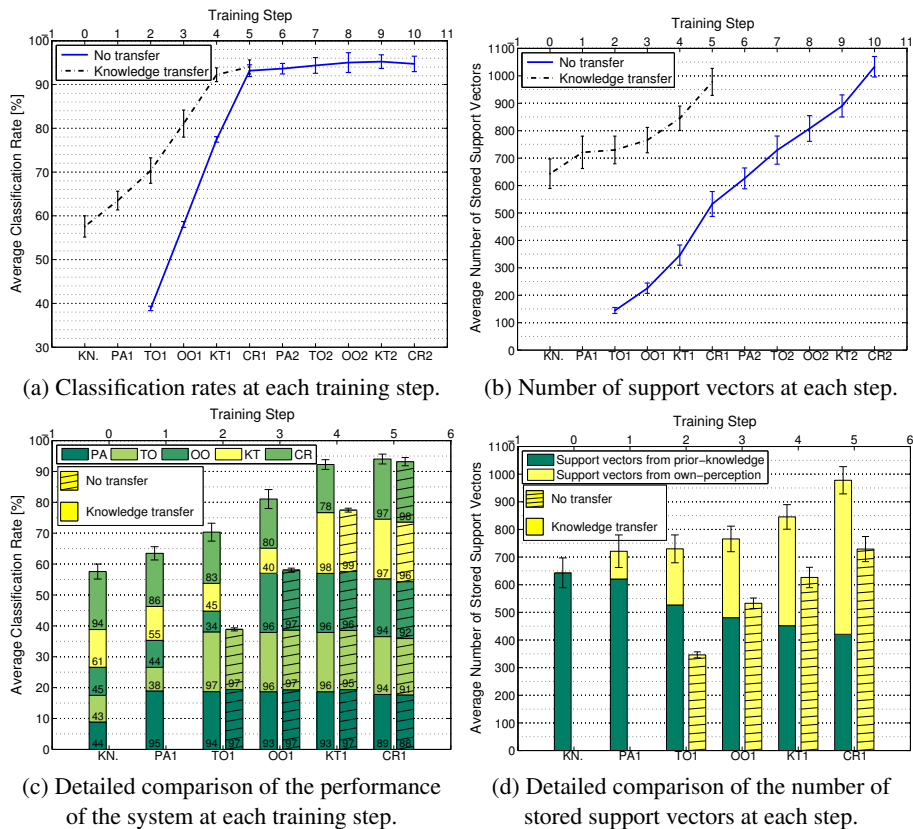 Training Step
−1 0 1 2 3 4 5 6 7 8 9 10 11
No transfer
Knowledge transfer
Average Classification Rate [%]
100
90
80
70
60
50
40
30
KN. PA1 TO1 OO1 KT1 CR1 PA2 TO2 OO2 KT2 CR2
(a) Classification rates at each training step.
Training Step
−1 0 1 2 3 4 5 6 7 8 9 10 11
No transfer
Knowledge transfer
Average Number of Stored Support Vectors
1100
1000
900
800
700
600
500
400
300
200
100
0
KN. PA1 TO1 OO1 KT1 CR1 PA2 TO2 OO2 KT2 CR2
(b) Number of support vectors at each step.
Training Step
−1 0 1 2 3 4 5 6
PA TO OO KT CR
No transfer
Knowledge transfer
Average Classification Rate [%]
100
90
80
70
60
50
40
30
20
10
0
94 86 83 80 78 97 98
61 55 45 40 98 99 97 96
45 44 34 96 97 96 96 94 92
43 38 97 97 96 97 96 95 94 91
44 95 94 97 93 97 93 97 89 88
KN. PA1 TO1 OO1 KT1 CR1
(c) Detailed comparison of the performance
of the system at each training step.
Training Step
−1 0 1 2 3 4 5 6
Support vectors from prior−knowledge
Support vectors from own−perception
No transfer
Knowledge transfer
Average Number of Stored Support Vectors
1100
1000
900
800
700
600
500
400
300
200
100
0
KN. PA1 TO1 OO1 KT1 CR1
(d) Detailed comparison of the number of
stored support vectors at each step.